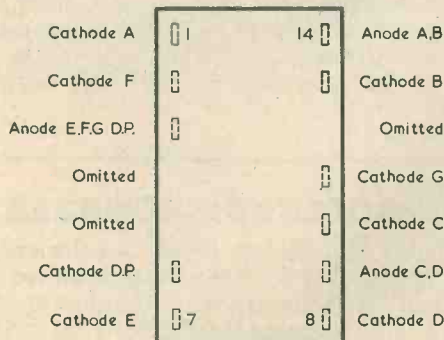 Cathode A 1 14 Anode A,B
Cathode F Cathode B
Anode E,F,G D.P. Omitted
Omitted Cathode G
Omitted Cathode C
Cathode D.P. Anode C,D
Cathode E 7 8 Cathode D